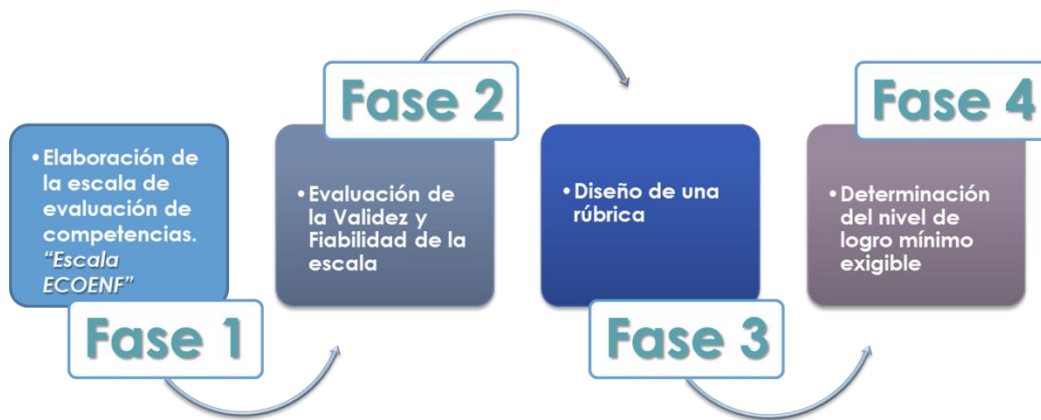 • Elaboración de
la escala de
evaluación de
competencias.
“Escala
ECOENF”
Fase 1
Fase 2
• Evaluación de
la Validez y
Fiabilidad de la
escala
• Diseño de una
rúbrica
Fase 3
Fase 4
• Determinación
del nivel de
logro mínimo
exigible